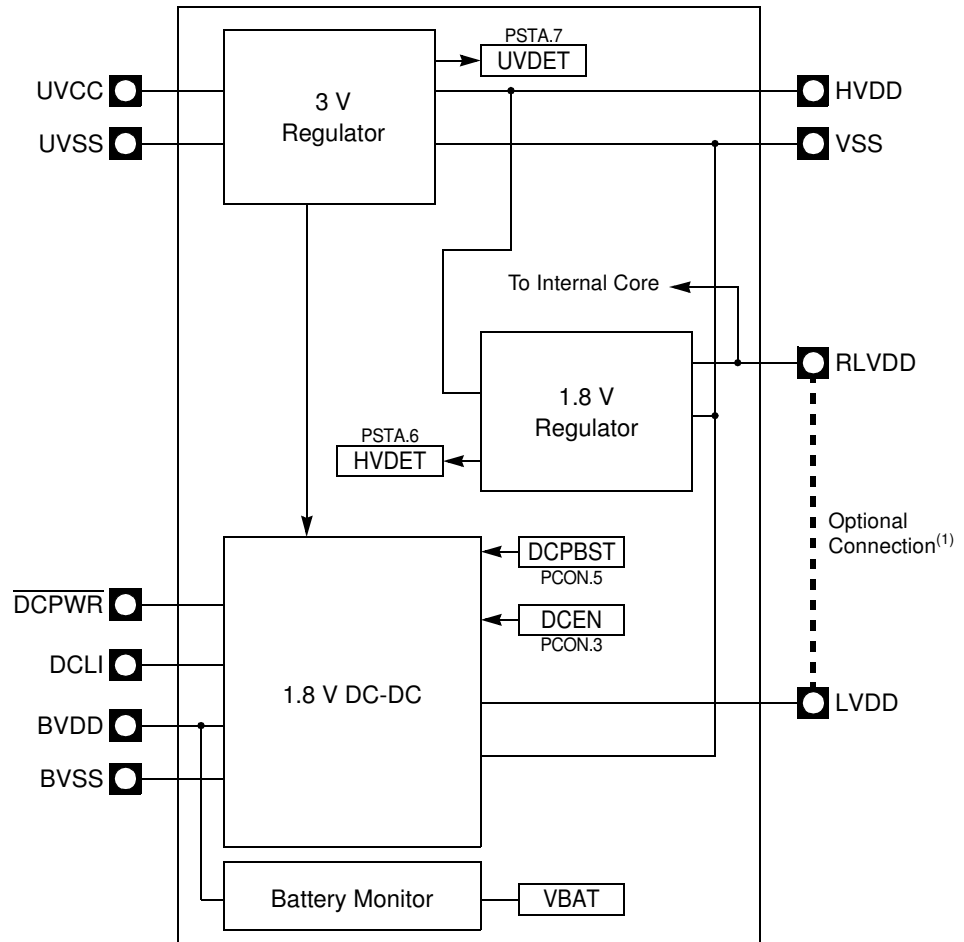 PSTA.7
UVDET
UVCC
UVSS
3 V
Regulator
HVDD
VSS
To Internal Core
1.8 V
Regulator
RLVDD
PSTA.6
HVDET
Optional
Connection(1)
DCPBST
PCON.5
DCEN
PCON.3
DCPWR
DCLI
BVDD
BVSS
1.8 V DC-DC
LVDD
Battery Monitor
VBAT